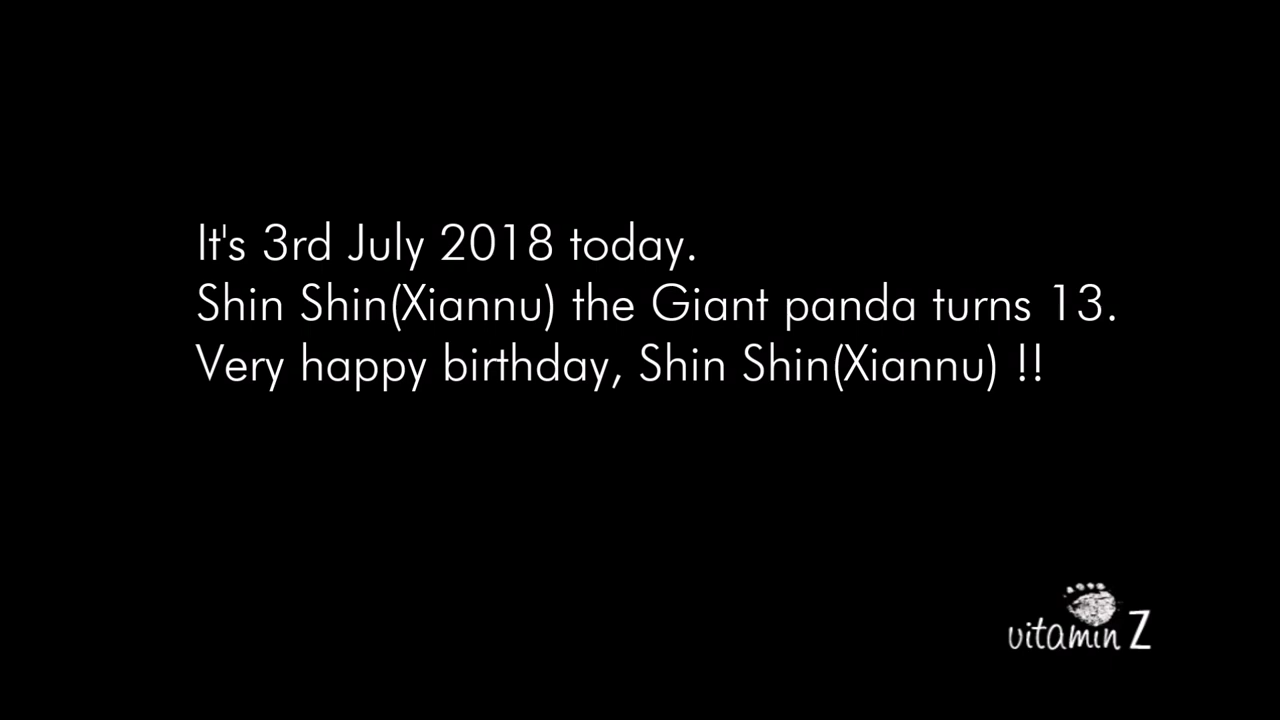 It's 3rd July 2018 today.
Shin Shin(Xiannu) the Giant panda turns 13.
Very happy birthday, Shin Shin(Xiannu) !!
vitamin Z